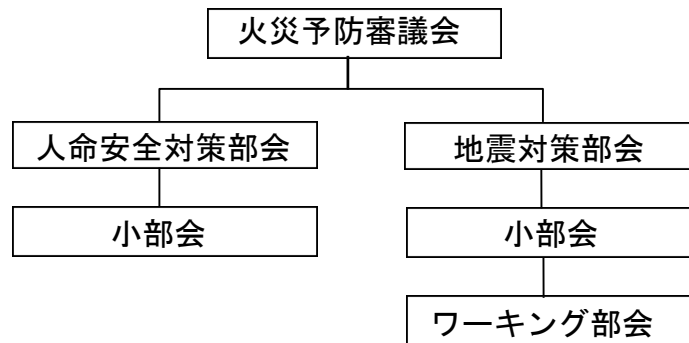 火災予防審議会
人命安全対策部会
地震対策部会
小部会
小部会
ワーキング部会